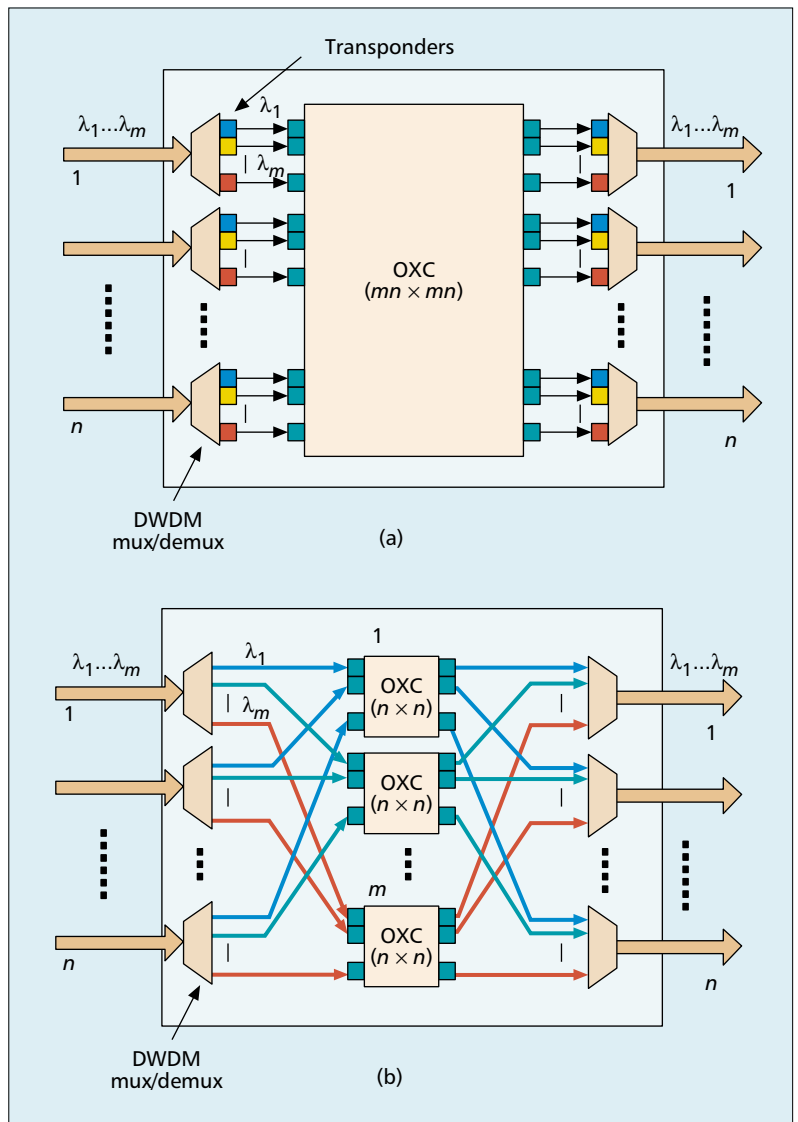 Transponders
λ1...λm
λ1
λm
1
OXC
(mn × mn)
λ1...λm
1
n
n
DWDM
mux/demux
(a)
λ1...λm
λ1
λm
1
1
OXC
(n × n)
λ1...λm
1
OXC
(n × n)
m
OXC
(n × n)
n
n
DWDM
mux/demux
(b)